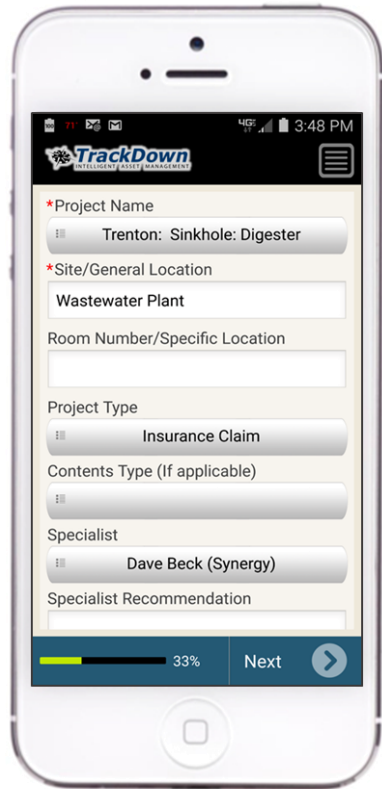 71°
4G LTE
3:48 PM
TrackDown
INTELLIGENT ASSET MANAGEMENT
*Project Name
Trenton: Sinkhole: Digester
*Site/General Location
Wastewater Plant
Room Number/Specific Location
Project Type
Insurance Claim
Contents Type (If applicable)
Specialist
Dave Beck (Synergy)
Specialist Recommendation
33%
Next